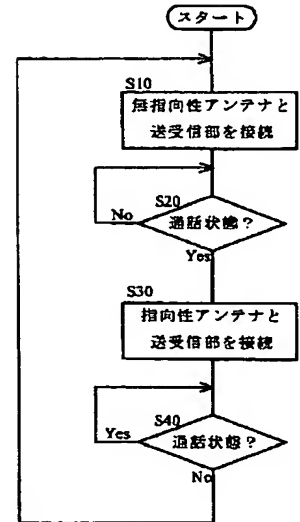 スタート
S10
無指向性アンテナと
送受信部を接続
S20
No
通話状態？
Yes
S30
指向性アンテナと
送受信部を接続
S40
Yes
通話状態？
No